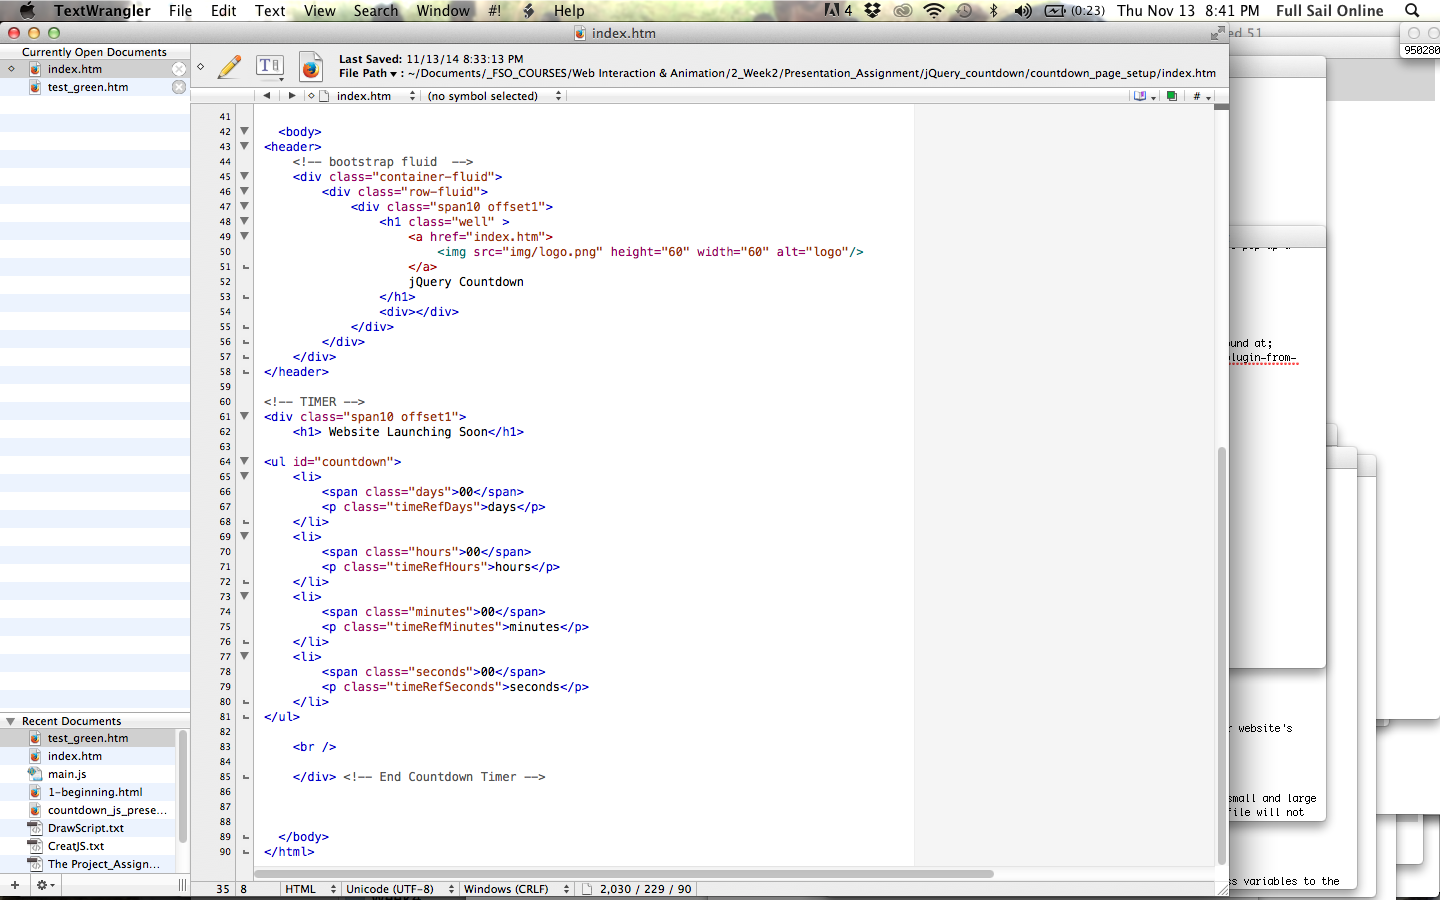 TextWrangler File Edit Text View Search Window #! Help 4 (0:23) Thu Nov 13 8:41 PM Full Sail Online
index.htm
ed 51
Currently Open Documents
index.htm
test_green.htm
Last Saved: 11/13/14 8:33:13 PM
File Path ▾ : ~/Documents/_FSO_COURSES/Web Interaction & Animation/2_Week2/Presentation_Assignment/jQuery_countdown/countdown_page_setup/index.htm
950280
index.htm (no symbol selected) #
41
42 <body>
43 <header>
44 <!-- bootstrap fluid -->
45 <div class="container-fluid">
46 <div class="row-fluid">
47 <div class="span10 offset1">
48 <h1 class="well" >
49 <a href="index.htm">
50 <img src="img/logo.png" height="60" width="60" alt="logo"/>
51 </a>
52 jQuery Countdown
53 </h1>
54 <div></div>
55 </div>
56 </div>
57 </div>
58 </header>
59
60 <!-- TIMER -->
61 <div class="span10 offset1">
62 <h1> Website Launching Soon</h1>
63
64 <ul id="countdown">
65 <li>
66 <span class="days">00</span>
67 <p class="timeRefDays">days</p>
68 </li>
69 <li>
70 <span class="hours">00</span>
71 <p class="timeRefHours">hours</p>
72 </li>
73 <li>
74 <span class="minutes">00</span>
75 <p class="timeRefMinutes">minutes</p>
76 </li>
77 <li>
78 <span class="seconds">00</span>
79 <p class="timeRefSeconds">seconds</p>
80 </li>
81 </ul>
82
83 <br />
84
85 </div> <!-- End Countdown Timer -->
86
87
88
89 </body>
90 </html>
Recent Documents
test_green.htm
index.htm
main.js
1-beginning.html
countdown_js_prese...
DrawScript.txt
CreatJS.txt
The Project_Assign...
35 8 HTML Unicode (UTF-8) Windows (CRLF) 2,030 / 229 / 90
ound at;
lugin-from-
r website's
small and large
file will not
ss variables to the